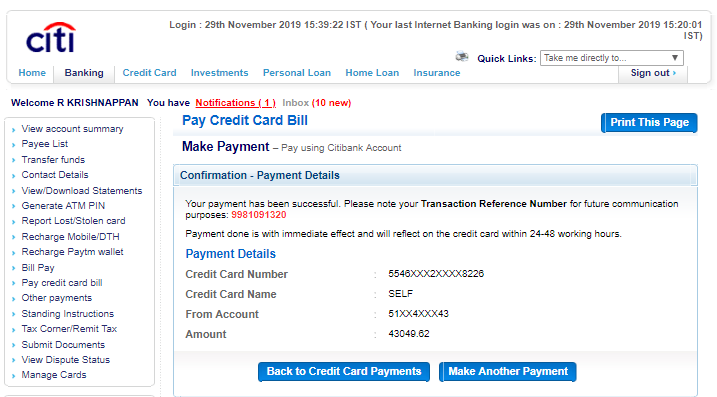 citi
Login : 29th November 2019 15:39:22 IST ( Your last Internet Banking login was on : 29th November 2019 15:20:01
IST)
Quick Links: Take me directly to...
Home Banking Credit Card Investments Personal Loan Home Loan Insurance Sign out
Welcome R KRISHNAPPAN You have Notifications ( 1 ) Inbox (10 new)
View account summary
Payee List
Transfer funds
Contact Details
View/Download Statements
Generate ATM PIN
Report Lost/Stolen card
Recharge Mobile/DTH
Recharge Paytm wallet
Bill Pay
Pay credit card bill
Other payments
Standing Instructions
Tax Corner/Remit Tax
Submit Documents
View Dispute Status
Manage Cards
Pay Credit Card Bill
Print This Page
Make Payment – Pay using Citibank Account
Confirmation - Payment Details
Your payment has been successful. Please note your Transaction Reference Number for future communication
purposes: 9981091320
Payment done is with immediate effect and will reflect on the credit card within 24-48 working hours.
Payment Details
Credit Card Number : 5546XXX2XXXX8226
Credit Card Name : SELF
From Account : 51XX4XXX43
Amount : 43049.62
Back to Credit Card Payments Make Another Payment